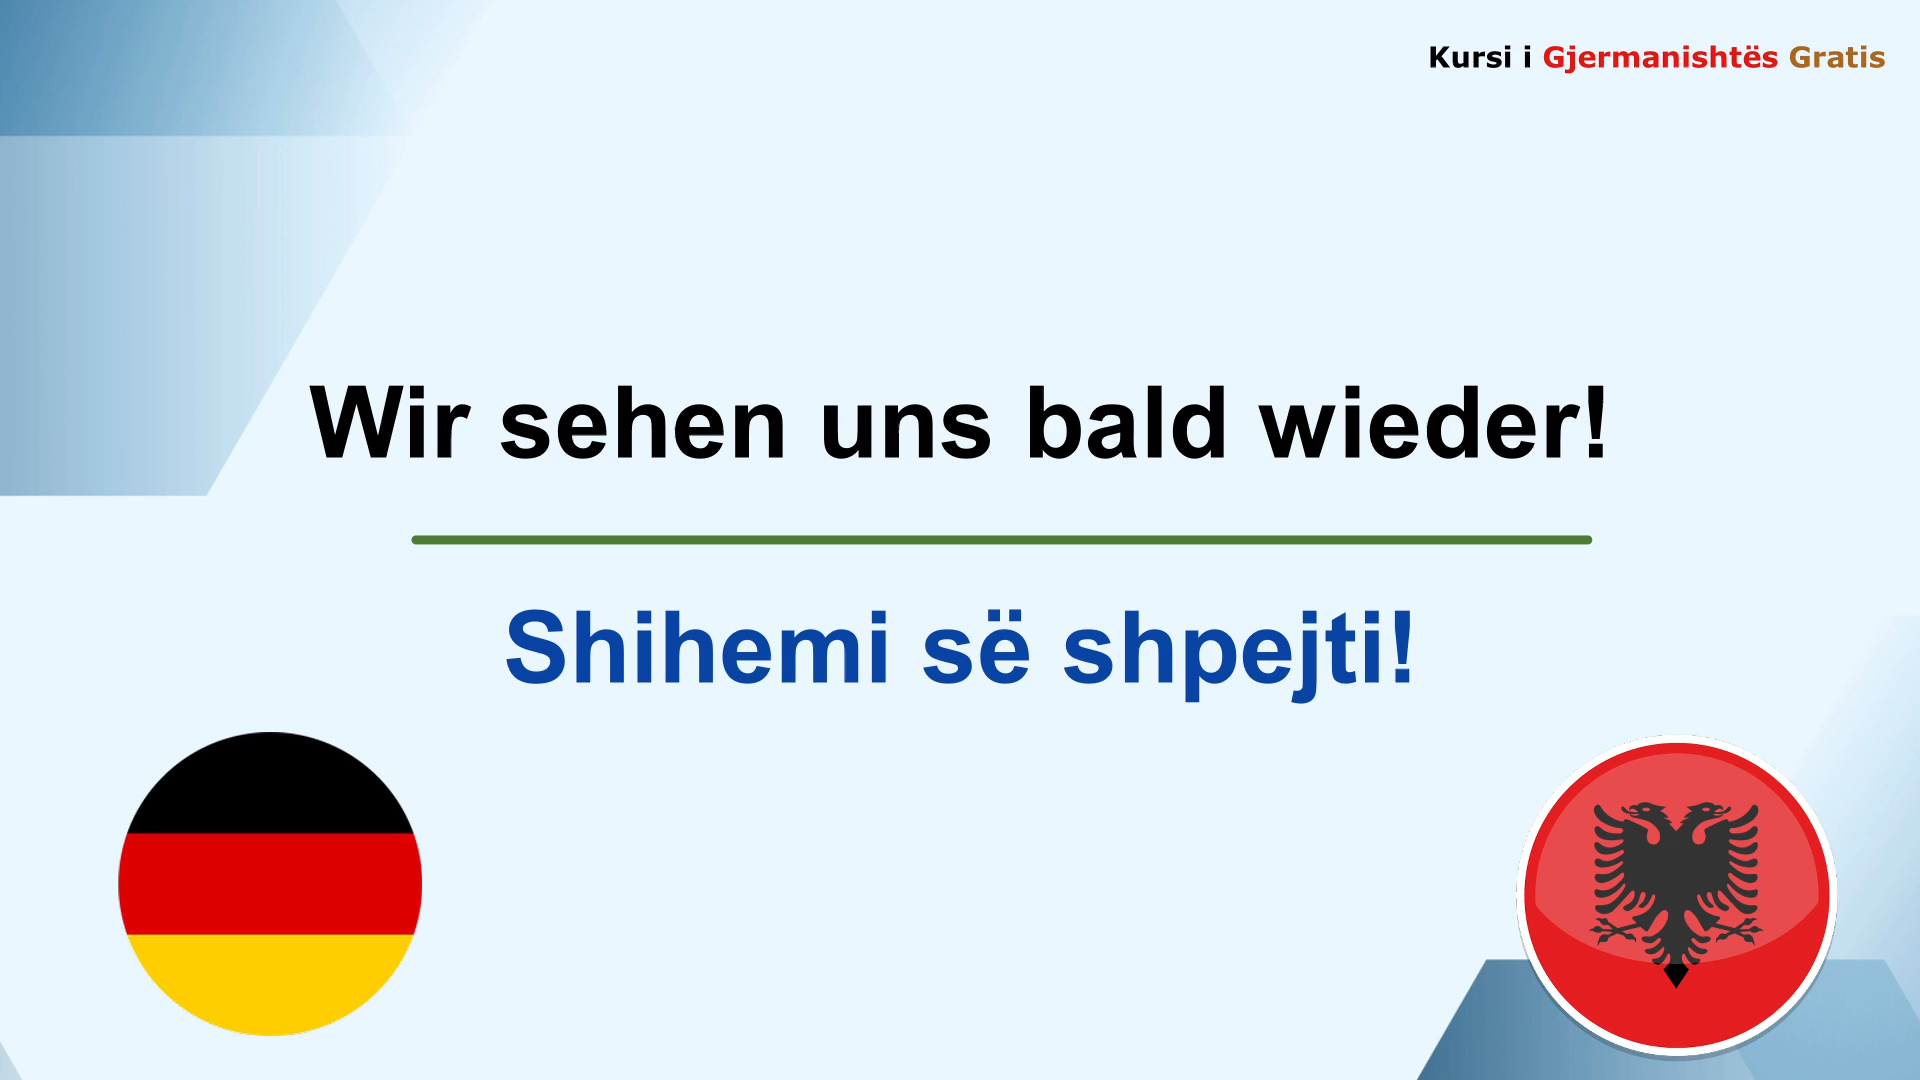 Kursi i Gjermanishtës Gratis
Wir sehen uns bald wieder!
Shihemi së shpejti!